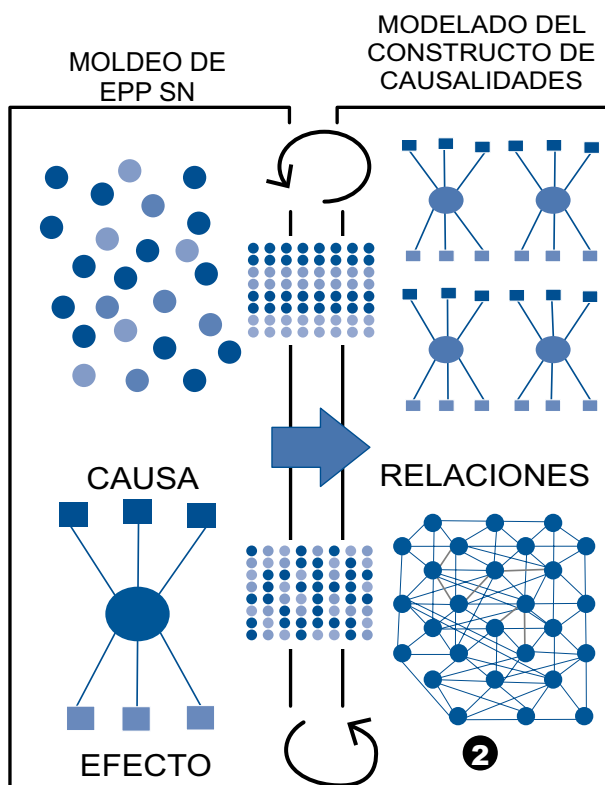 MOLDEO DE
EPP SN
MODELADO DEL
CONSTRUCTO DE
CAUSALIDADES
CAUSA
RELACIONES
EFECTO
2